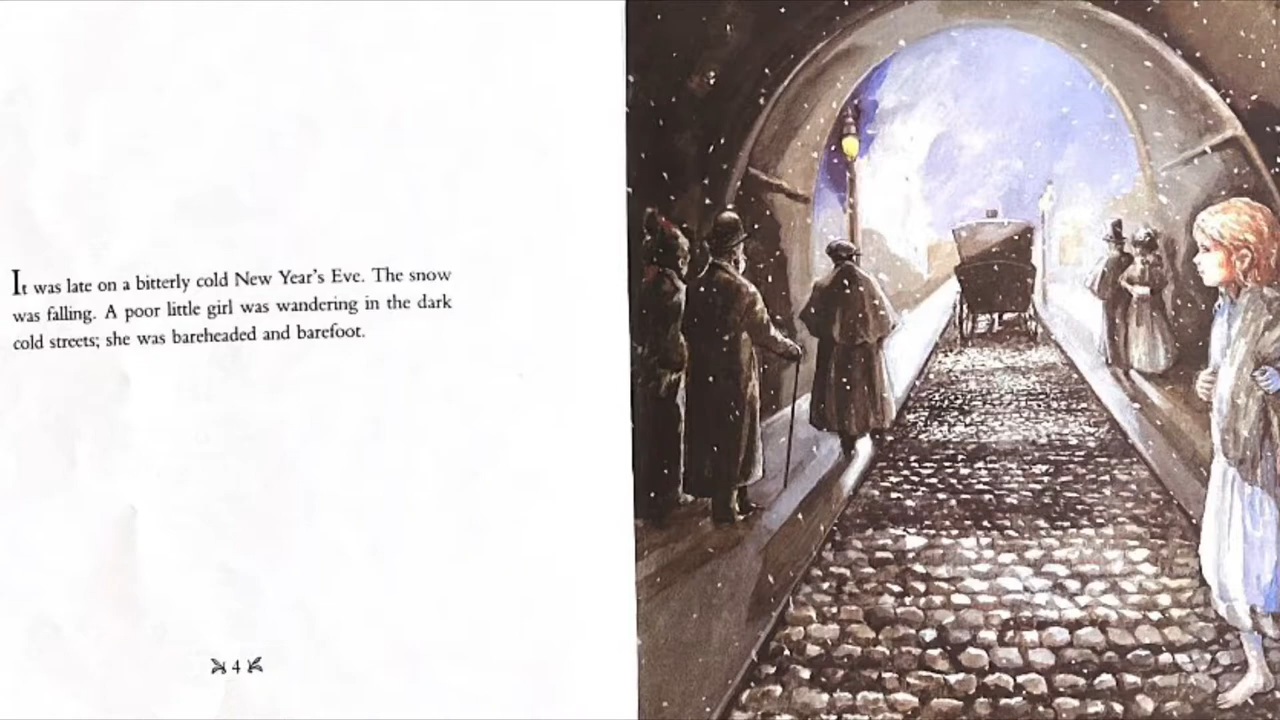 It was late on a bitterly cold New Year's Eve. The snow
was falling. A poor little girl was wandering in the dark
cold streets; she was bareheaded and barefoot.
4